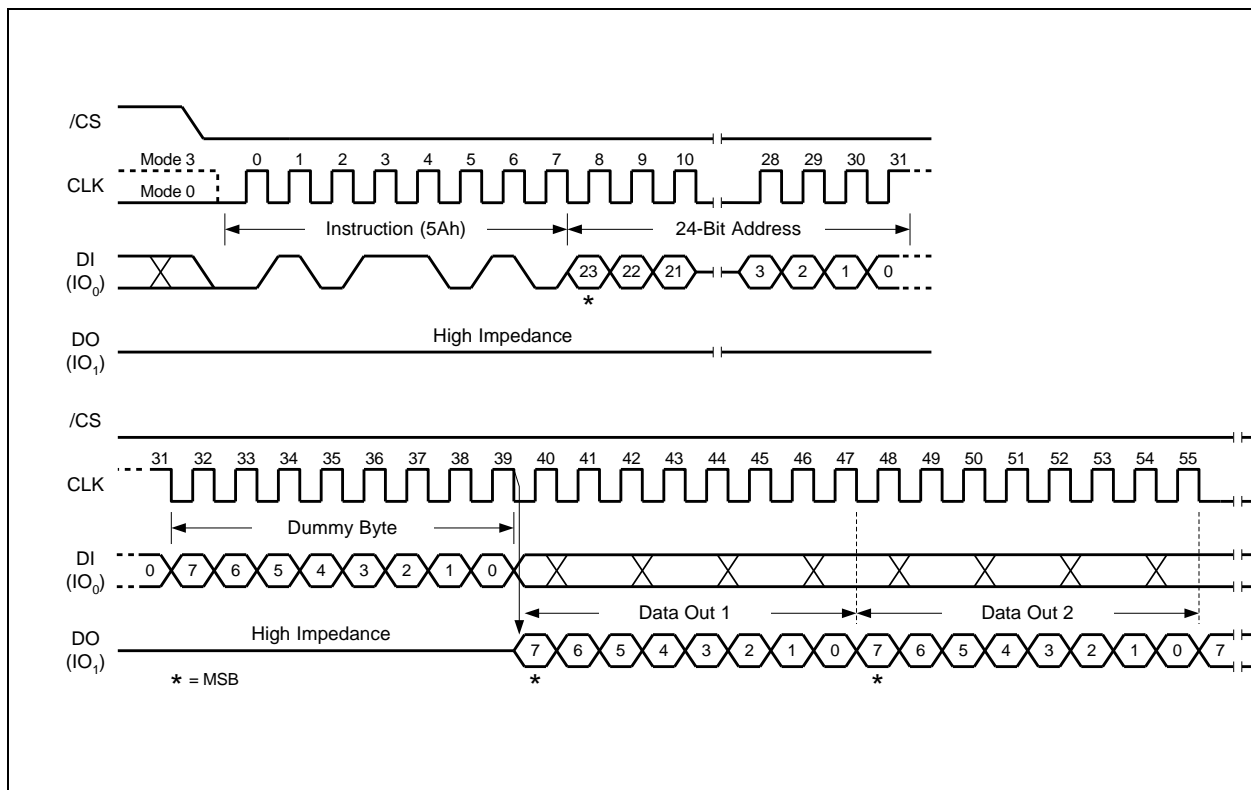 /CS
Mode 3 0 1 2 3 4 5 6 7 8 9 10 28 29 30 31
CLK
Mode 0
Instruction (5Ah) 24-Bit Address
DI
(IO0) 23 22 21 3 2 1 0
*
High Impedance
DO
(IO1)
/CS
31 32 33 34 35 36 37 38 39 40 41 42 43 44 45 46 47 48 49 50 51 52 53 54 55
CLK
Dummy Byte
DI
(IO0) 0 7 6 5 4 3 2 1 0
Data Out 1 Data Out 2
High Impedance
DO
(IO1) 7 6 5 4 3 2 1 0 7 6 5 4 3 2 1 0 7
* = MSB * *